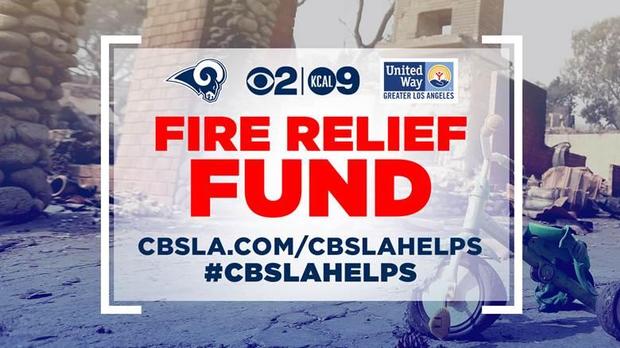 2 | KCAL 9
United
Way
GREATER LOS ANGELES
FIRE RELIEF
FUND
CBSLA.COM/CBSLAHELPS
#CBSLAHELPS